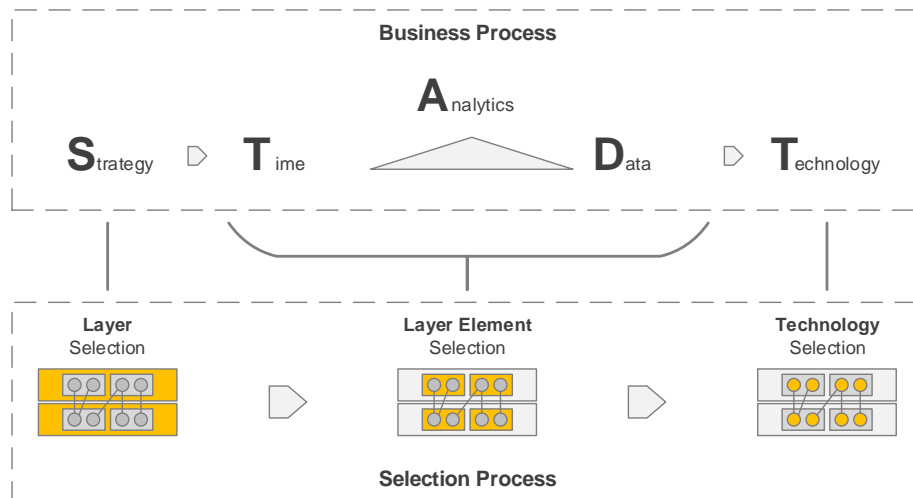 Business Process
Analytics
Strategy Time Data Technology
Layer Layer Element Technology
Selection Selection Selection
Selection Process